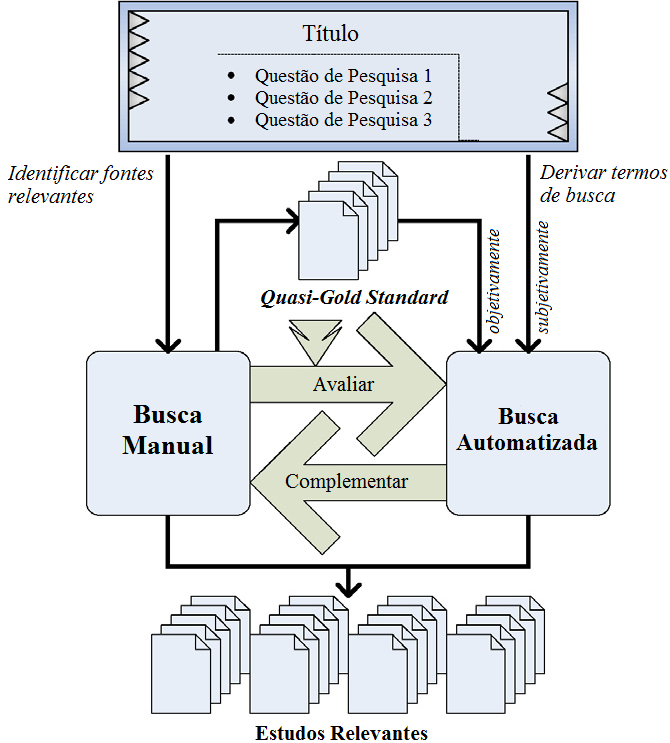 Título
• Questão de Pesquisa 1
• Questão de Pesquisa 2
• Questão de Pesquisa 3
Identificar fontes
relevantes
Derivar termos
de busca
objetivamente
subjetivamente
Quasi-Gold Standard
Avaliar
Busca
Manual
Busca
Automatizada
Complementar
Estudos Relevantes